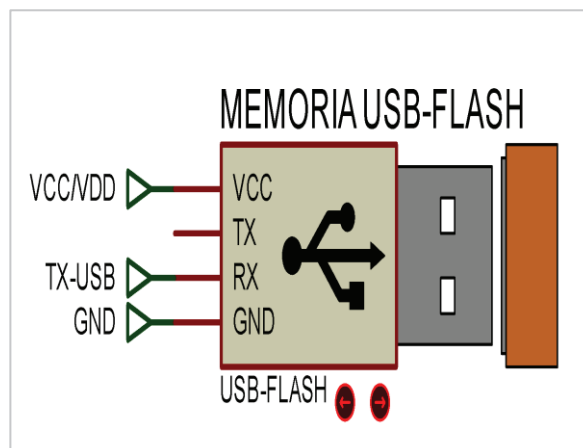 MEMORIA USB-FLASH
VCC/VDD VCC
TX
TX-USB RX
GND GND
USB-FLASH